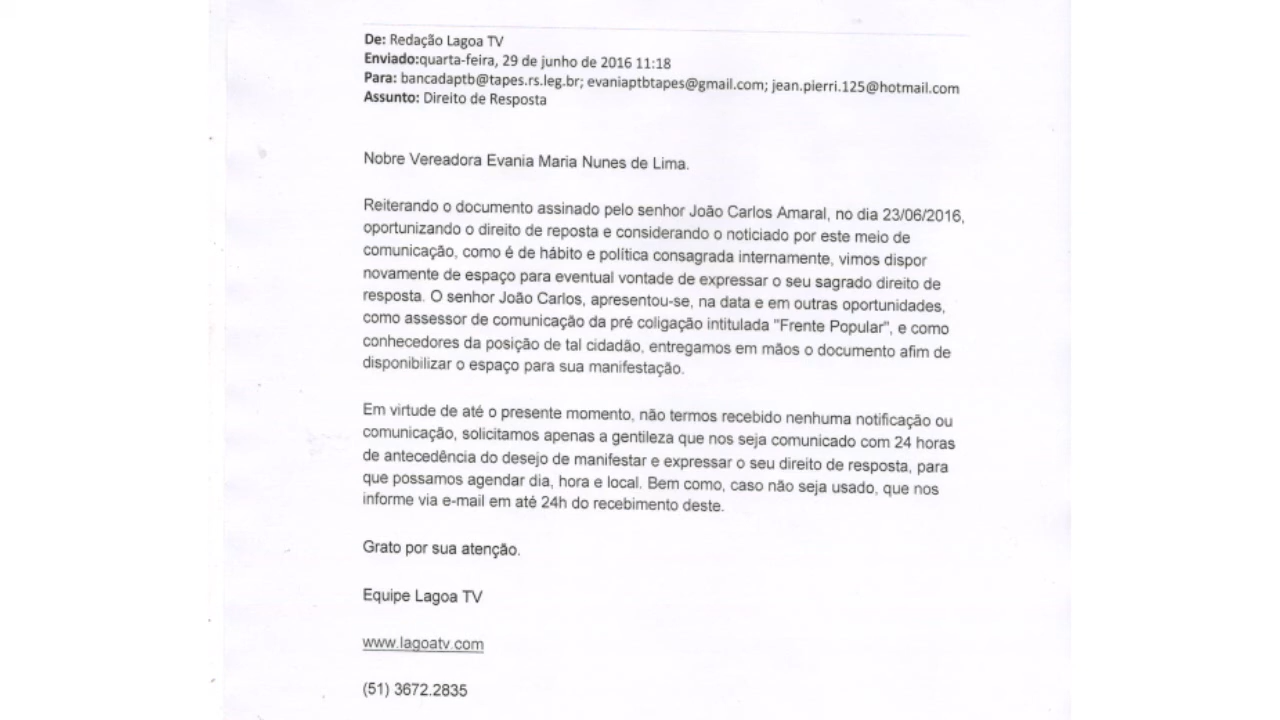 De: Redação Lagoa TV
Enviado:quarta-feira, 29 de junho de 2016 11:18
Para: bancadaptb@tapes.rs.leg.br; evaniaptbtapes@gmail.com; jean.pierri.125@hotmail.com
Assunto: Direito de Resposta
Nobre Vereadora Evania Maria Nunes de Lima.
Reiterando o documento assinado pelo senhor João Carlos Amaral, no dia 23/06/2016,
oportunizando o direito de reposta e considerando o noticiado por este meio de
comunicação, como é de hábito e política consagrada internamente, vimos dispor
novamente de espaço para eventual vontade de expressar o seu sagrado direito de
resposta. O senhor João Carlos, apresentou-se, na data e em outras oportunidades,
como assessor de comunicação da pré coligação intitulada "Frente Popular", e como
conhecedores da posição de tal cidadão, entregamos em mãos o documento afim de
disponibilizar o espaço para sua manifestação.
Em virtude de até o presente momento, não termos recebido nenhuma notificação ou
comunicação, solicitamos apenas a gentileza que nos seja comunicado com 24 horas
de antecedência do desejo de manifestar e expressar o seu direito de resposta, para
que possamos agendar dia, hora e local. Bem como, caso não seja usado, que nos
informe via e-mail em até 24h do recebimento deste.
Grato por sua atenção.
Equipe Lagoa TV
www.lagoatv.com
(51) 3672.2835